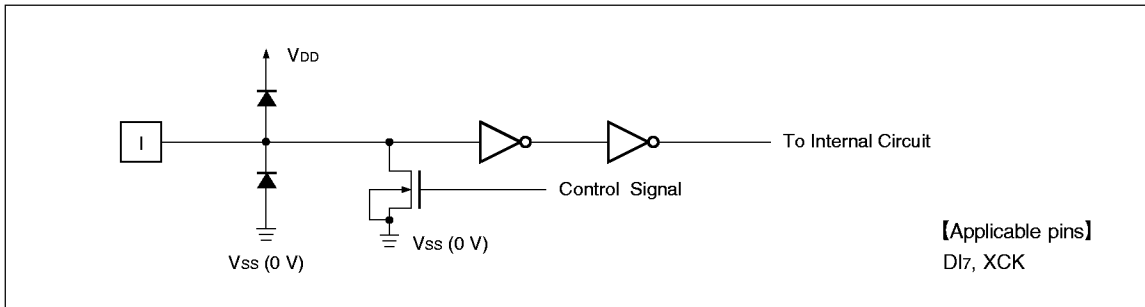 VDD
I
To Internal Circuit
Control Signal
VSS (0 V)
VSS (0 V)
【Applicable pins】
DI7, XCK